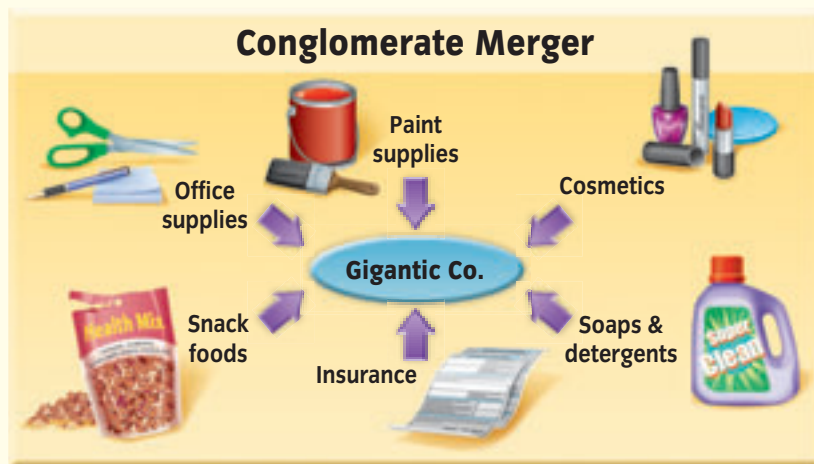 Conglomerate Merger
Paint
supplies
Office
supplies
Cosmetics
Gigantic Co.
Snack
foods
Insurance
Soaps &
detergents
Health Mix
Super
Clean